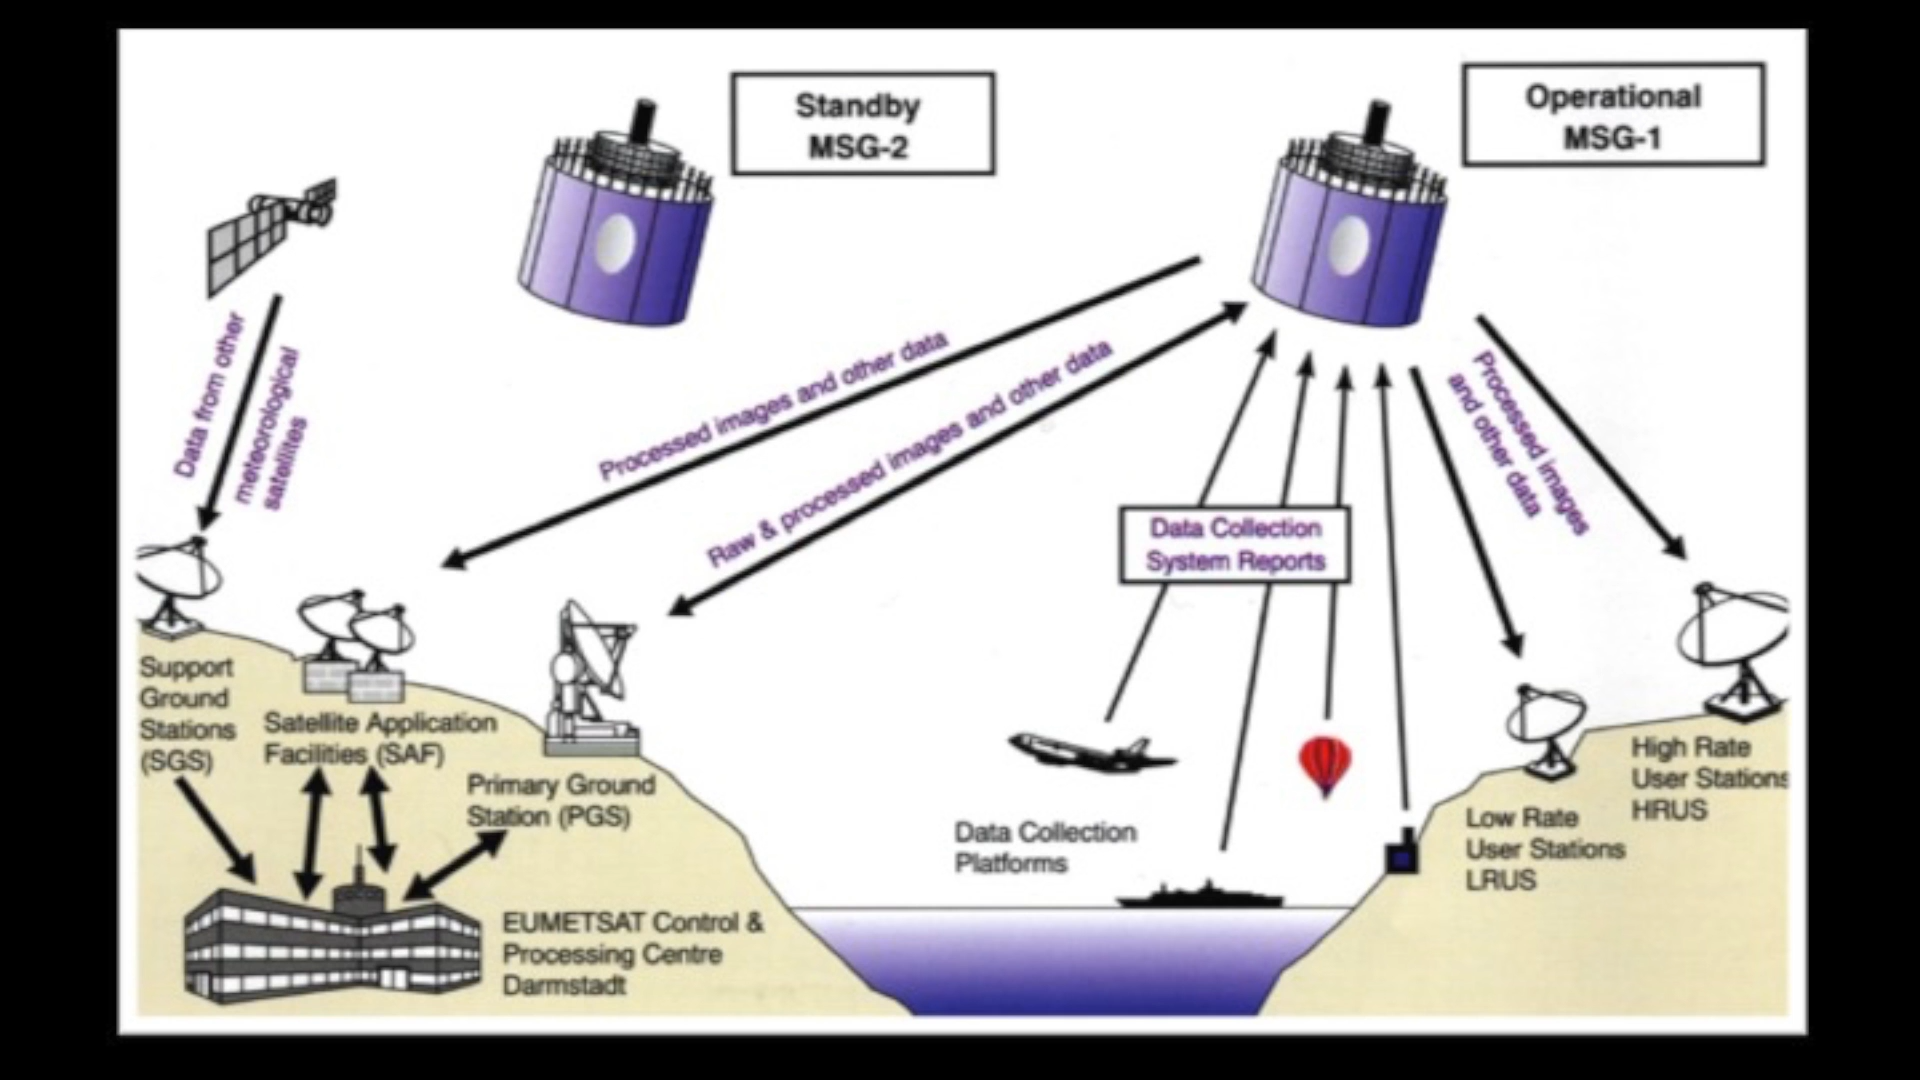 Standby
MSG-2
Operational
MSG-1
Data from other
meteorological
satellites
Processed images and other data
Raw & processed images and other data
Processed images
and other data
Data Collection
System Reports
Support
Ground
Stations
(SGS)
Satellite Application
Facilities (SAF)
Primary Ground
Station (PGS)
EUMETSAT Control &
Processing Centre
Darmstadt
Data Collection
Platforms
Low Rate
User Stations
LRUS
High Rate
User Stations
HRUS